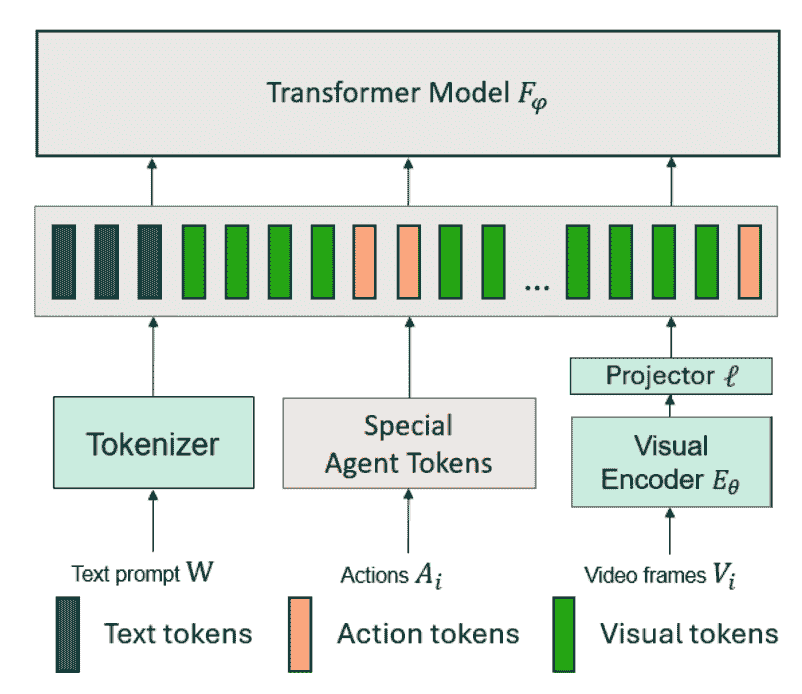 Transformer Model Fφ
...
Projector ℓ
Tokenizer
Special
Agent Tokens
Visual
Encoder Eθ
Text prompt W
Actions Ai
Video frames Vi
Text tokens
Action tokens
Visual tokens